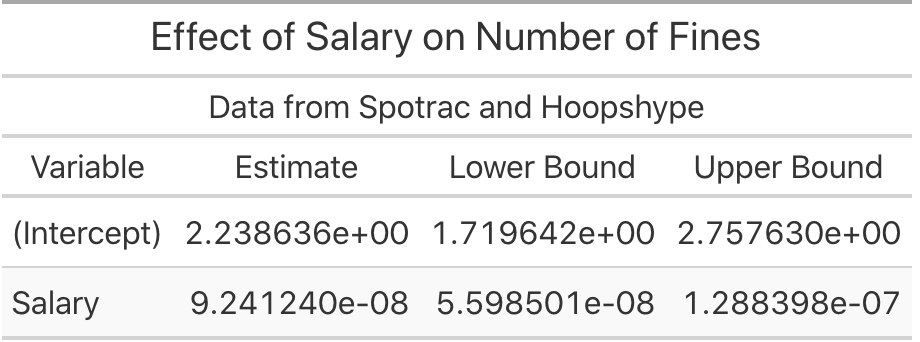 Effect of Salary on Number of Fines
Data from Spotrac and Hoopshype
Variable Estimate Lower Bound Upper Bound
(Intercept) 2.238636e+00 1.719642e+00 2.757630e+00
Salary 9.241240e-08 5.598501e-08 1.288398e-07